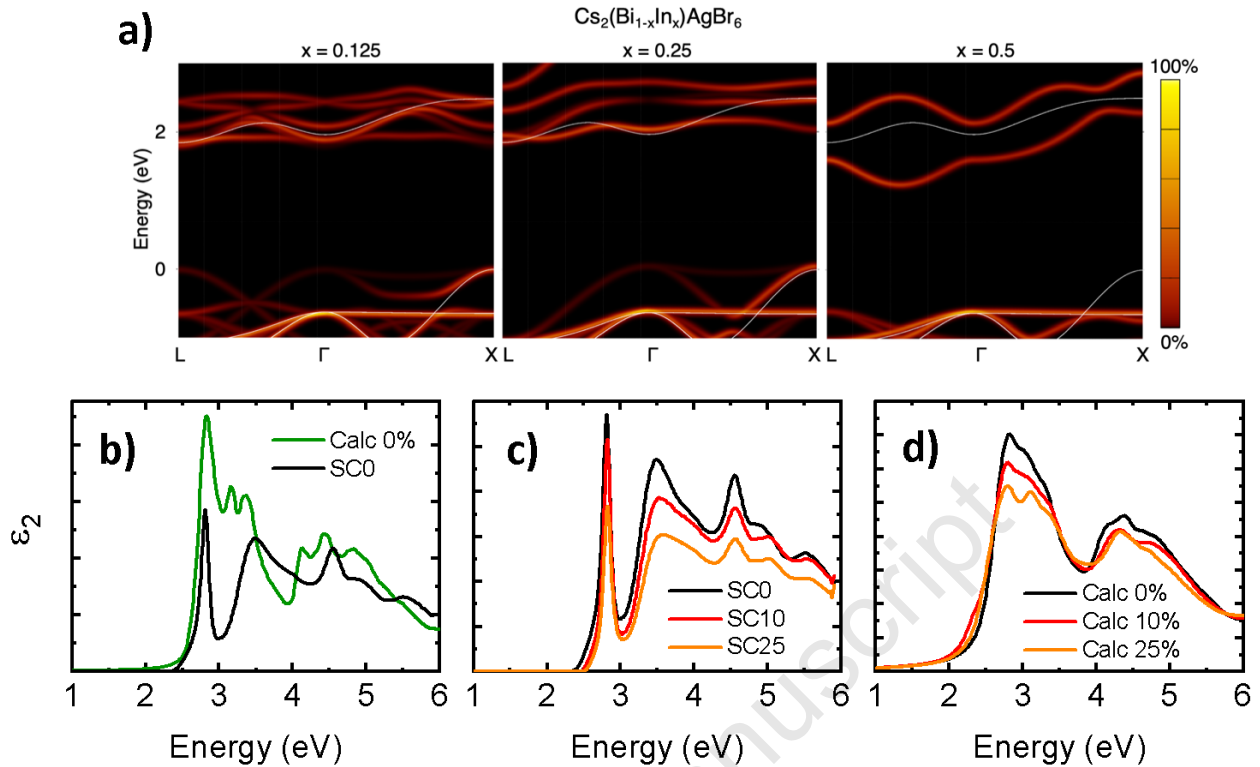 a)
Cs2(Bi1-xInx)AgBr6
x = 0.125
x = 0.25
x = 0.5
100%
0%
Energy (eV)
2
0
L Γ X L Γ X L Γ X
b)
Calc 0%
SC0
ε2
1 2 3 4 5 6
Energy (eV)
c)
SC0
SC10
SC25
1 2 3 4 5 6
Energy (eV)
d)
Calc 0%
Calc 10%
Calc 25%
1 2 3 4 5 6
Energy (eV)
nuscript